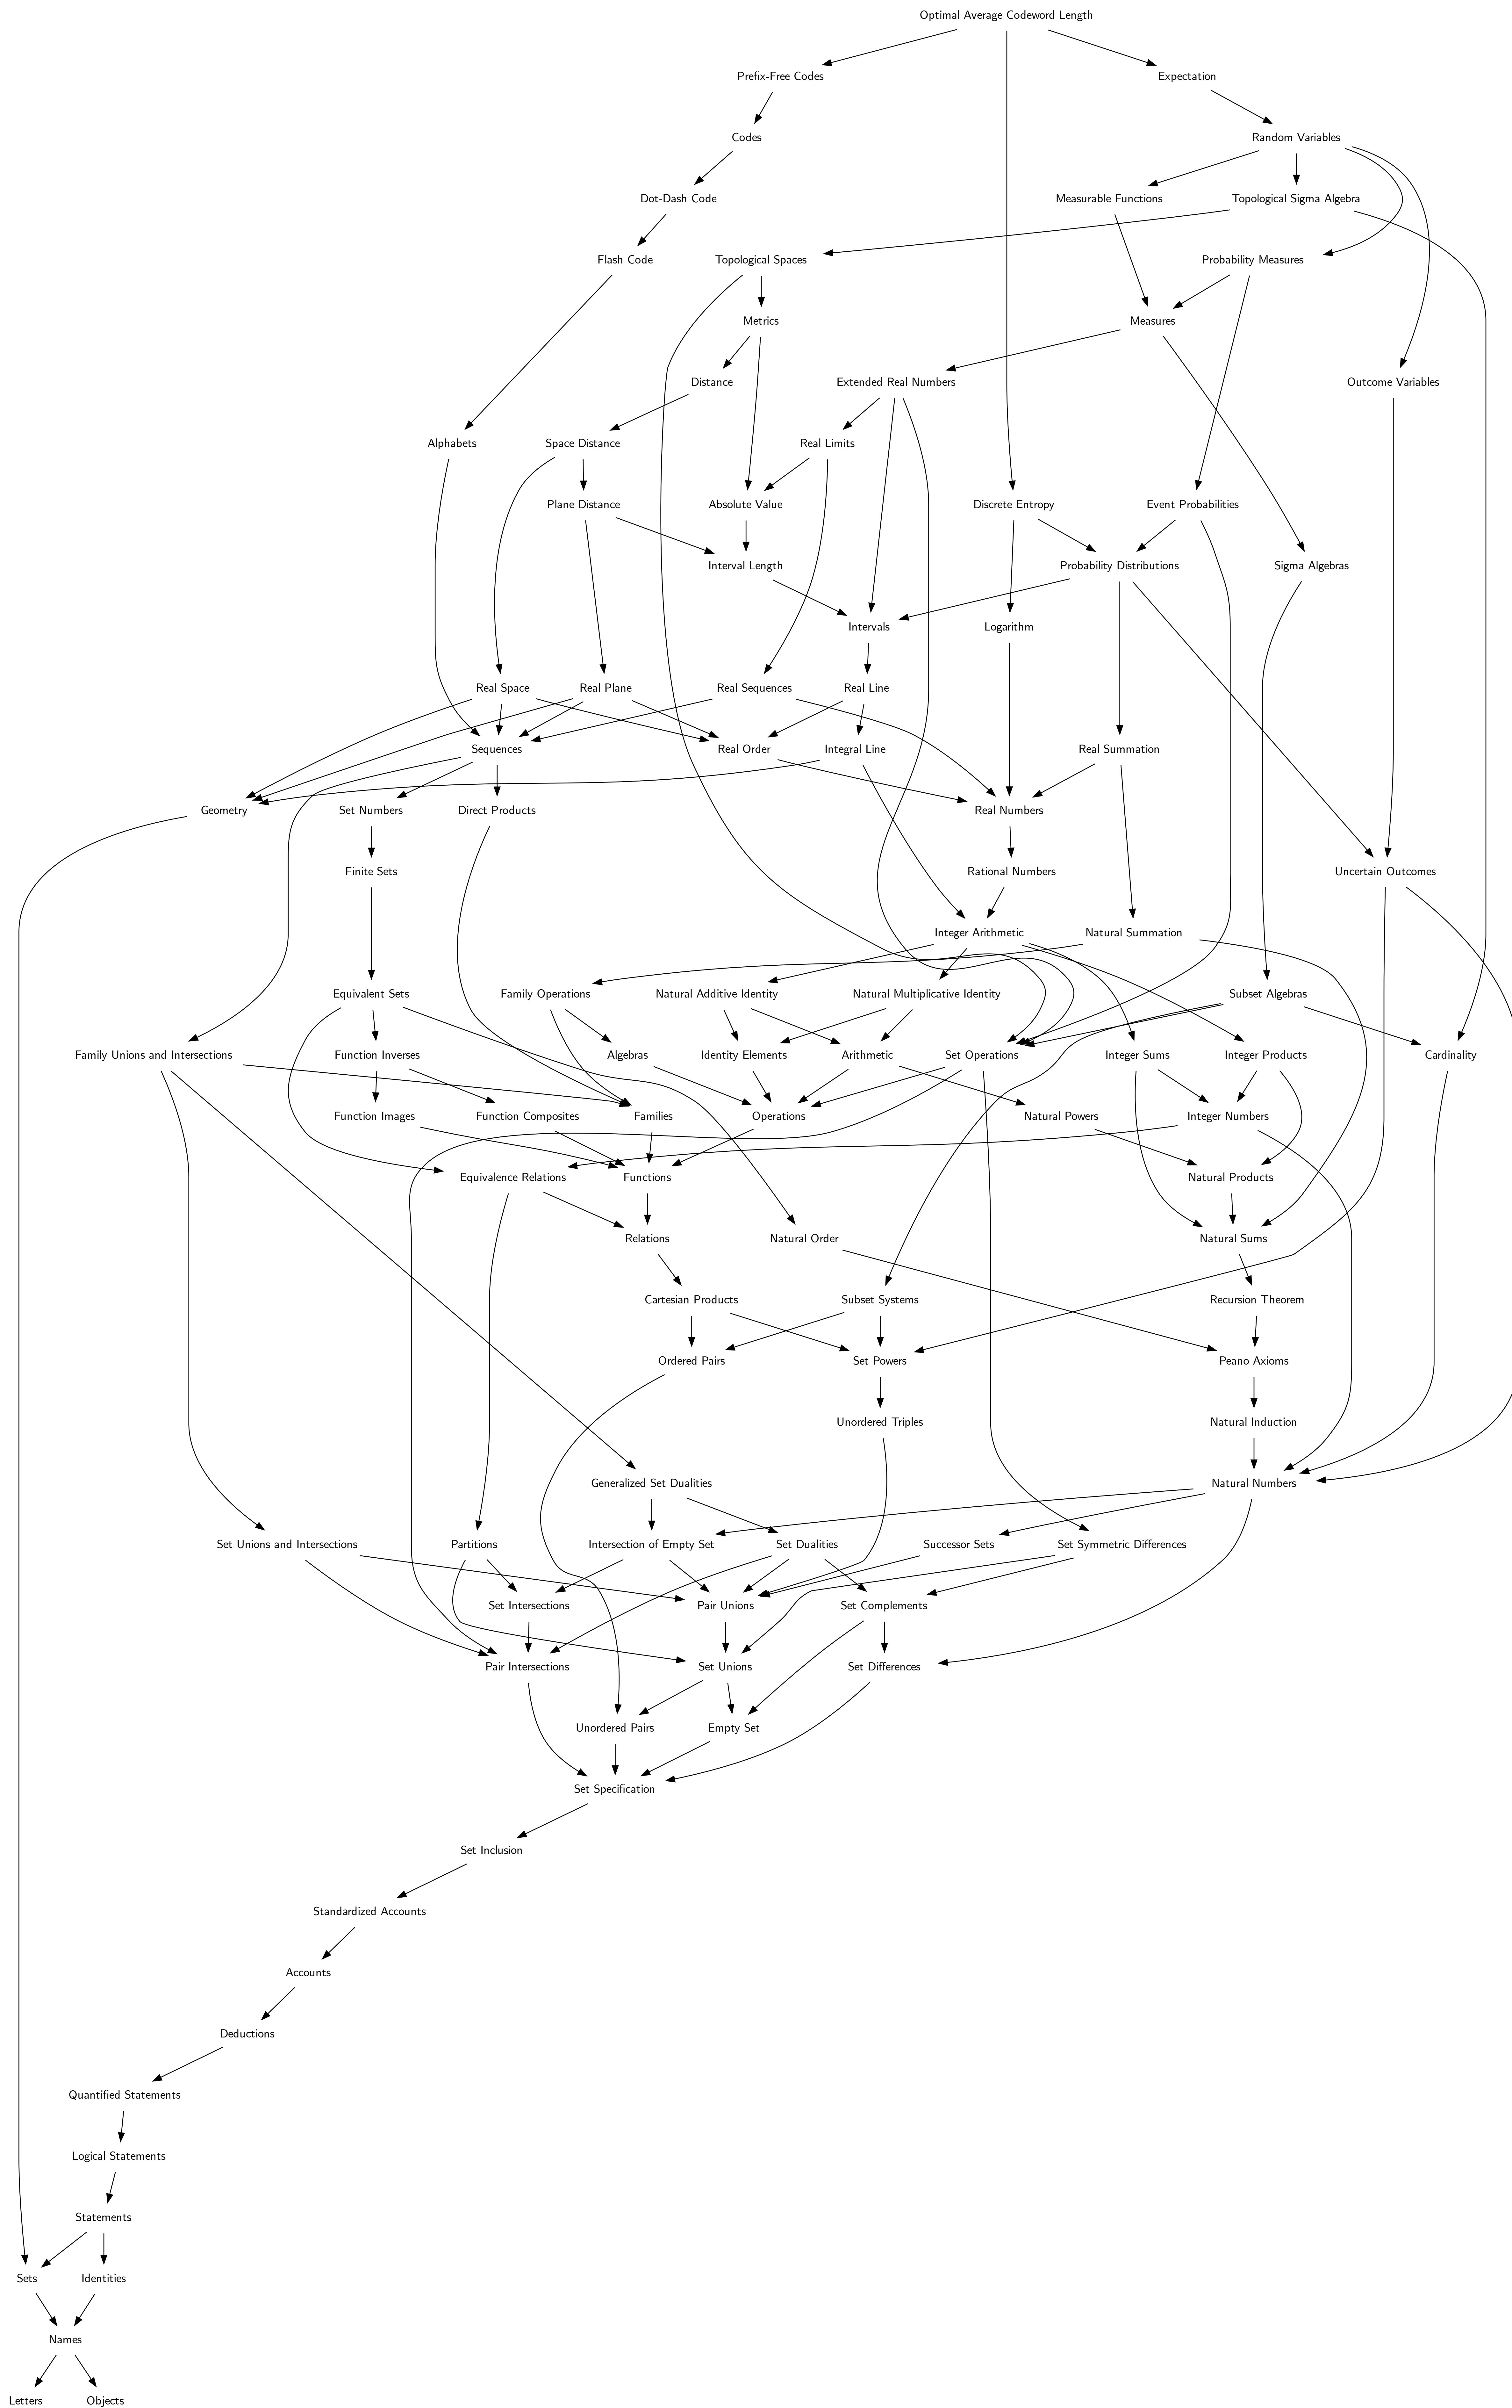 Optimal Average Codeword Length
Prefix-Free Codes
Expectation
Codes
Random Variables
Dot-Dash Code
Measurable Functions
Topological Sigma Algebra
Flash Code
Topological Spaces
Probability Measures
Metrics
Measures
Distance
Extended Real Numbers
Outcome Variables
Alphabets
Space Distance
Real Limits
Plane Distance
Absolute Value
Discrete Entropy
Event Probabilities
Interval Length
Probability Distributions
Sigma Algebras
Intervals
Logarithm
Real Space
Real Plane
Real Sequences
Real Line
Sequences
Real Order
Integral Line
Real Summation
Geometry
Set Numbers
Direct Products
Real Numbers
Finite Sets
Rational Numbers
Uncertain Outcomes
Integer Arithmetic
Natural Summation
Equivalent Sets
Family Operations
Natural Additive Identity
Natural Multiplicative Identity
Subset Algebras
Family Unions and Intersections
Function Inverses
Algebras
Identity Elements
Arithmetic
Set Operations
Integer Sums
Integer Products
Cardinality
Function Images
Function Composites
Families
Operations
Natural Powers
Integer Numbers
Equivalence Relations
Functions
Natural Products
Relations
Natural Order
Natural Sums
Cartesian Products
Subset Systems
Recursion Theorem
Ordered Pairs
Set Powers
Peano Axioms
Unordered Triples
Natural Induction
Generalized Set Dualities
Natural Numbers
Set Unions and Intersections
Partitions
Intersection of Empty Set
Set Dualities
Successor Sets
Set Symmetric Differences
Set Intersections
Pair Unions
Set Complements
Pair Intersections
Set Unions
Set Differences
Unordered Pairs
Empty Set
Set Specification
Set Inclusion
Standardized Accounts
Accounts
Deductions
Quantified Statements
Logical Statements
Statements
Sets
Identities
Names
Letters
Objects